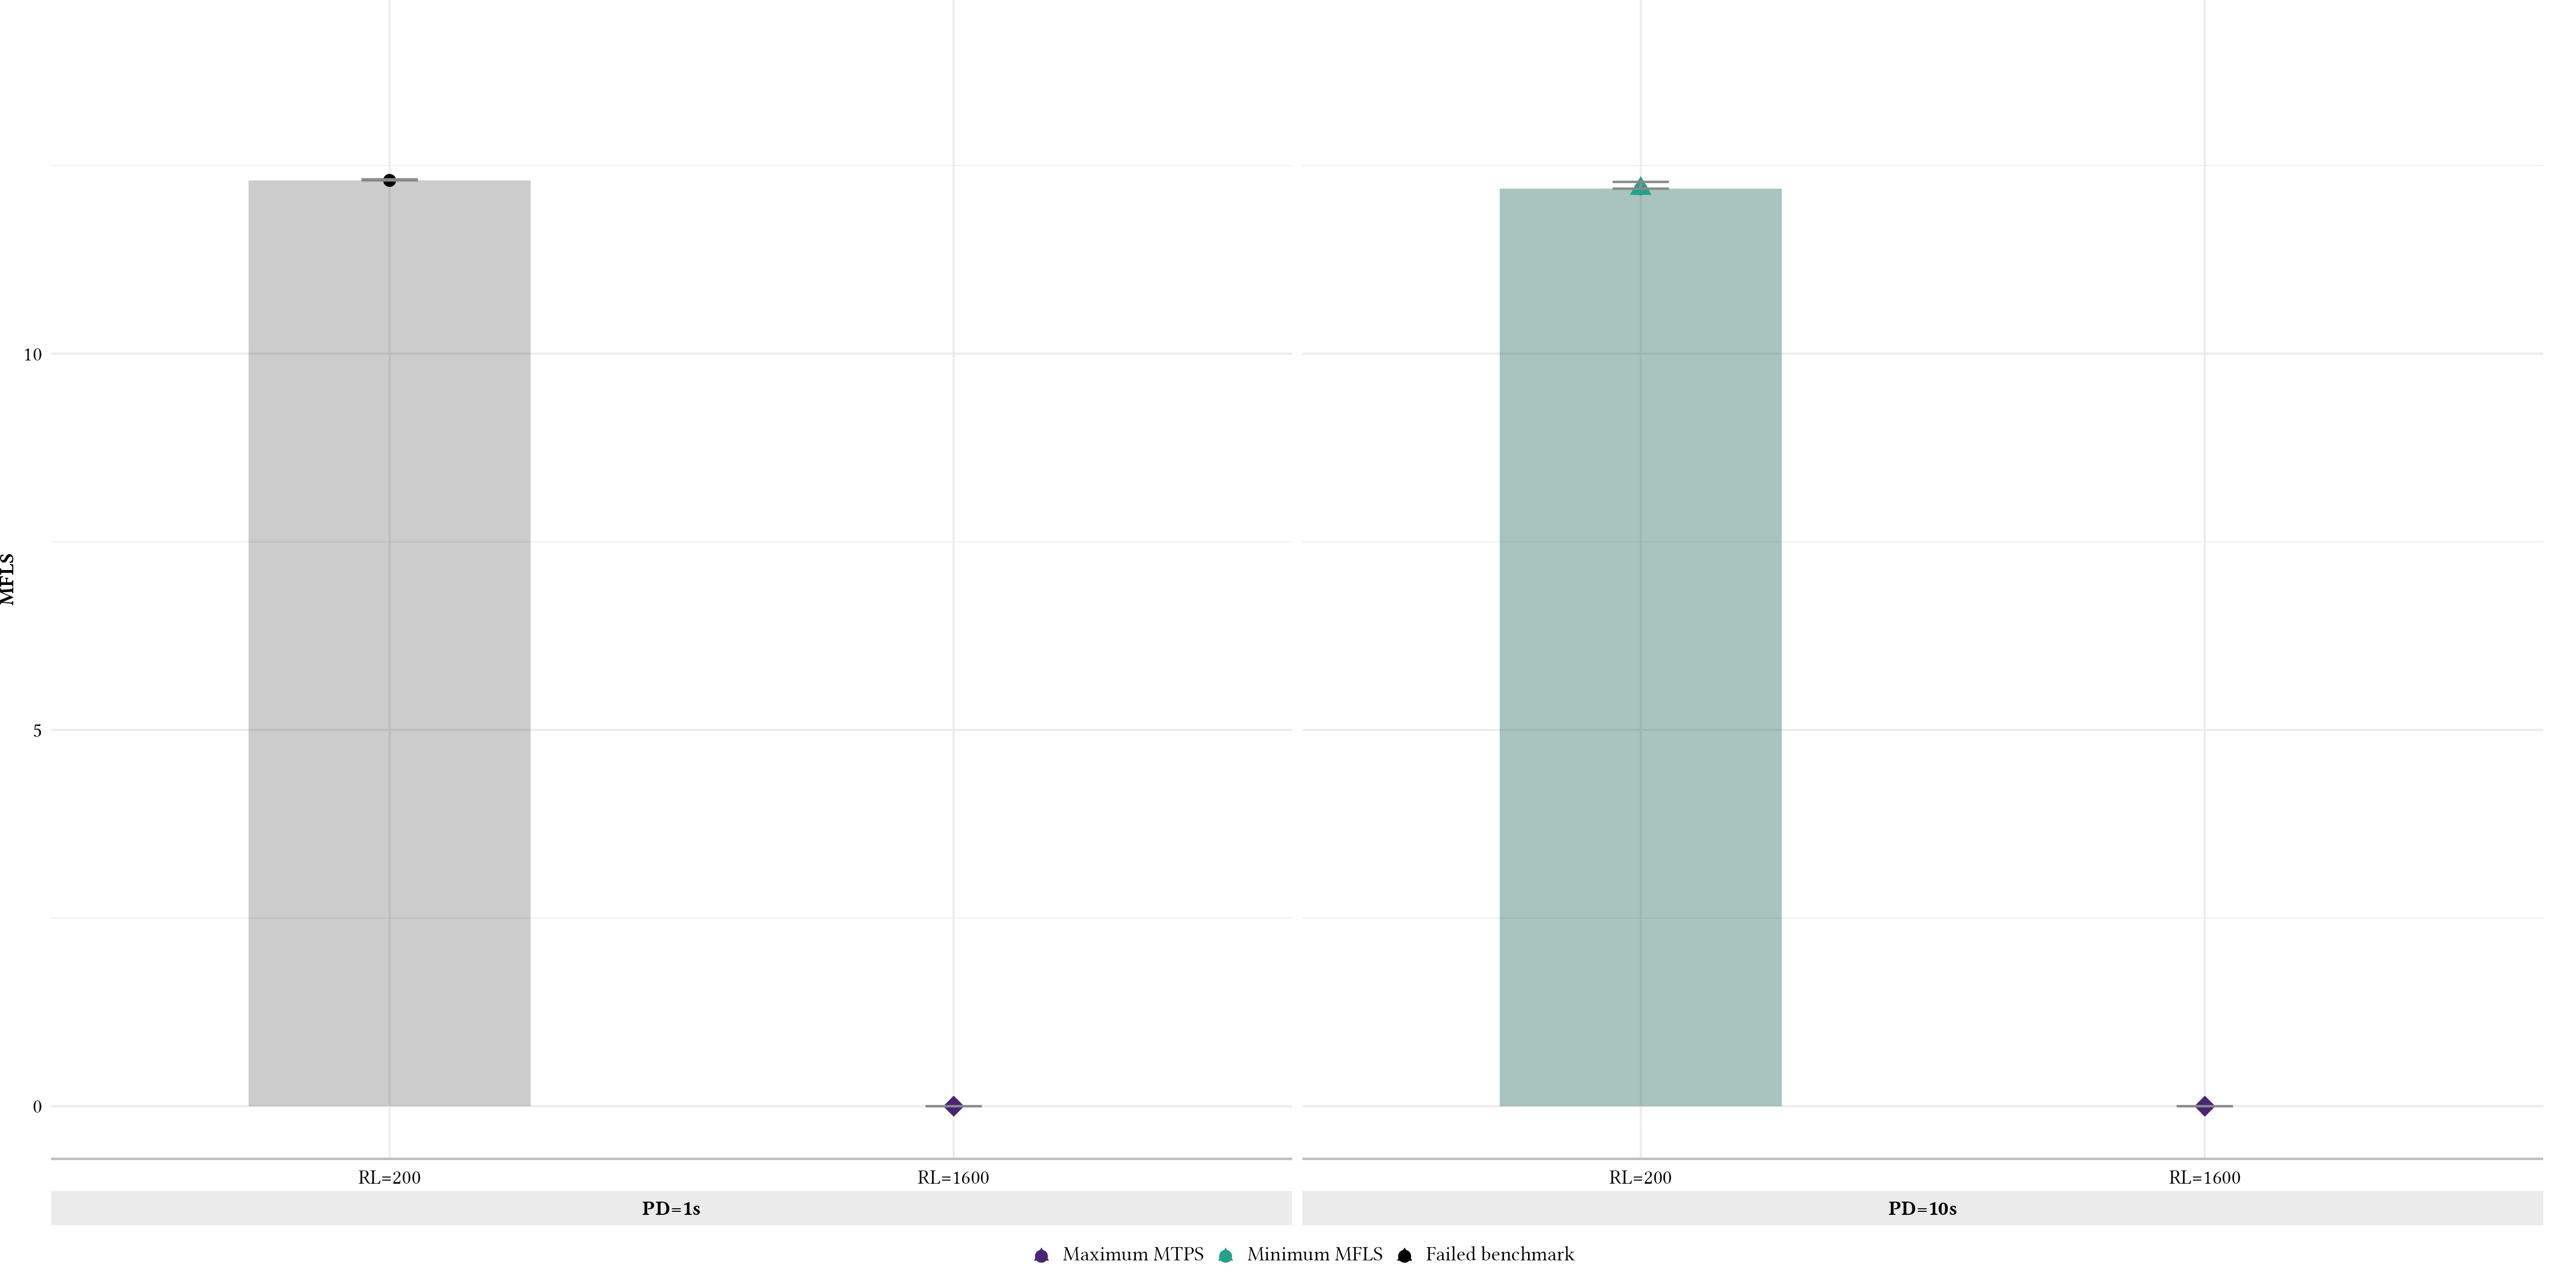 10
MFLS
5
0
RL=200
RL=1600
RL=200
RL=1600
PD=1s
PD=10s
Maximum MTPS
Minimum MFLS
Failed benchmark